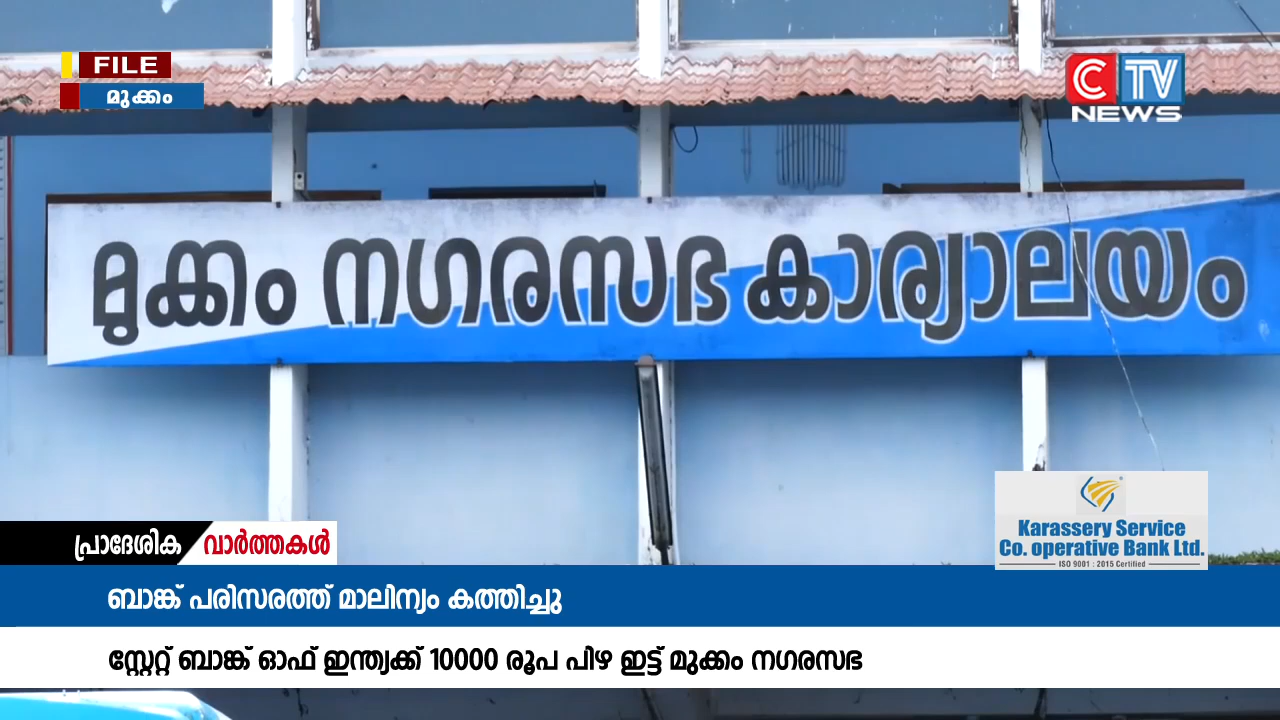 FILE
മുക്കം
C TV
NEWS
മുക്കം നഗരസഭ കാര്യാലയം
Karassery Service
Co. operative Bank Ltd.
ISO 9001 : 2015 Certified
പ്രാദേശിക വാർത്തകൾ
ബാങ്ക് പരിസരത്ത് മാലിന്യം കത്തിച്ചു
സ്റ്റേറ്റ് ബാങ്ക് ഓഫ് ഇന്ത്യക്ക് 10000 രൂപ പിഴ ഇട്ട് മുക്കം നഗരസഭ